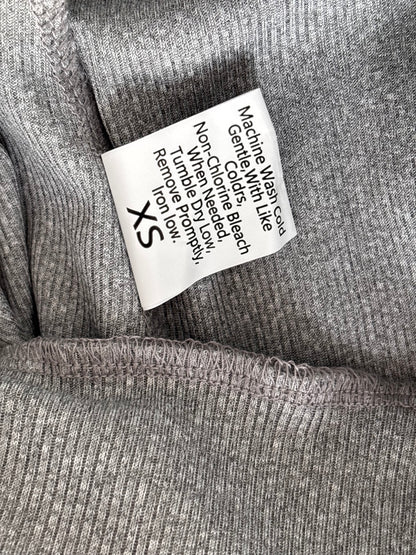 Machine Wash Cold
Gentle,With Like
Coldrs,
Non-Chlorine Bleach
When Needed,
Tumble Dry Low,
Remove Promptly,
Iron low.
XS